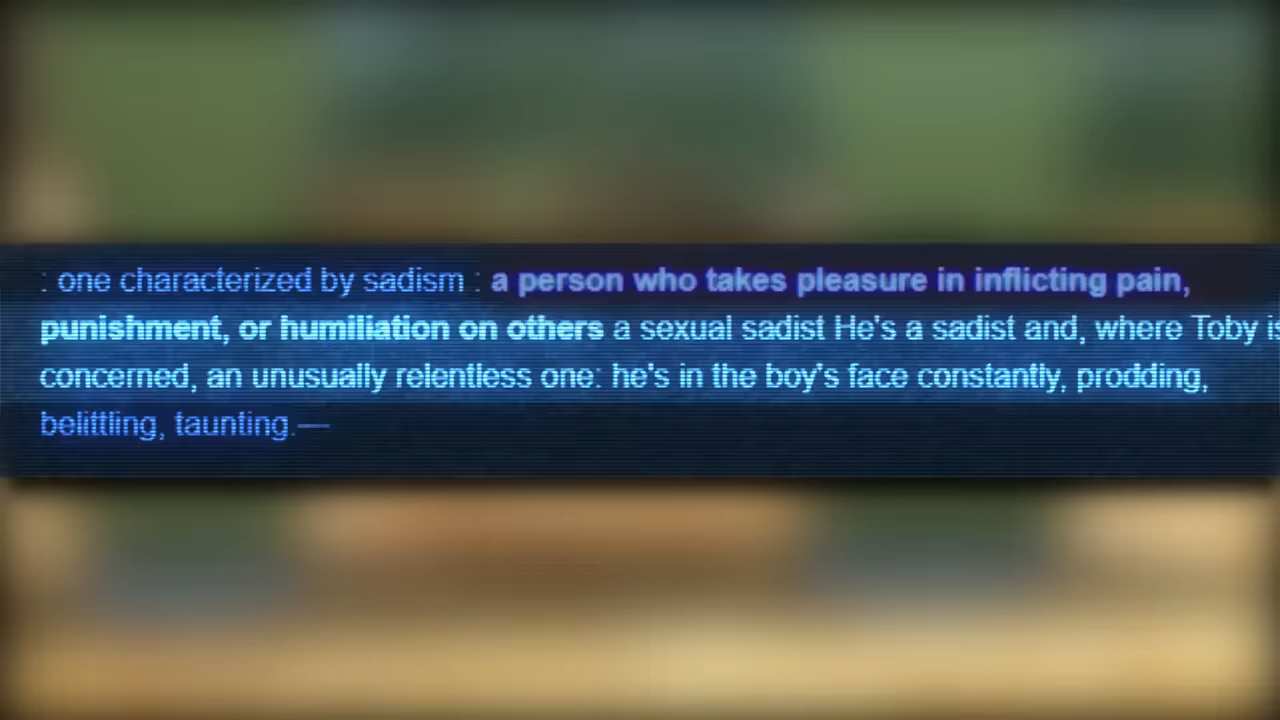 : one characterized by sadism : a person who takes pleasure in inflicting pain,
punishment, or humiliation on others a sexual sadist He's a sadist and, where Toby is
concerned, an unusually relentless one: he's in the boy's face constantly, prodding,
belittling, taunting.—